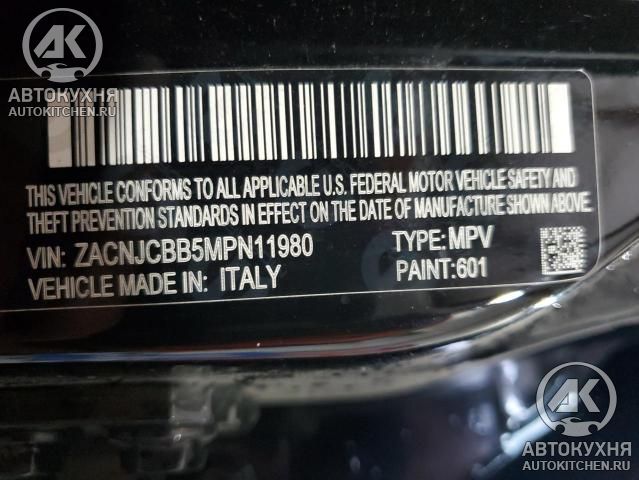 АК
АВТОКУХНЯ
AUTOKITCHEN.RU
THIS VEHICLE CONFORMS TO ALL APPLICABLE U.S. FEDERAL MOTOR VEHICLE SAFETY AND
THEFT PREVENTION STANDARDS IN EFFECT ON THE DATE OF MANUFACTURE SHOWN ABOVE.
VIN: ZACNJCBB5MPN11980 TYPE:MPV
VEHICLE MADE IN: ITALY PAINT:601
АК
АВТОКУХНЯ
AUTOKITCHEN.RU